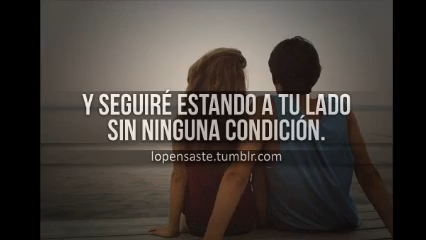 Y SEGUIRÉ ESTANDO A TU LADO
SIN NINGUNA CONDICIÓN.
lopensaste.tumblr.com